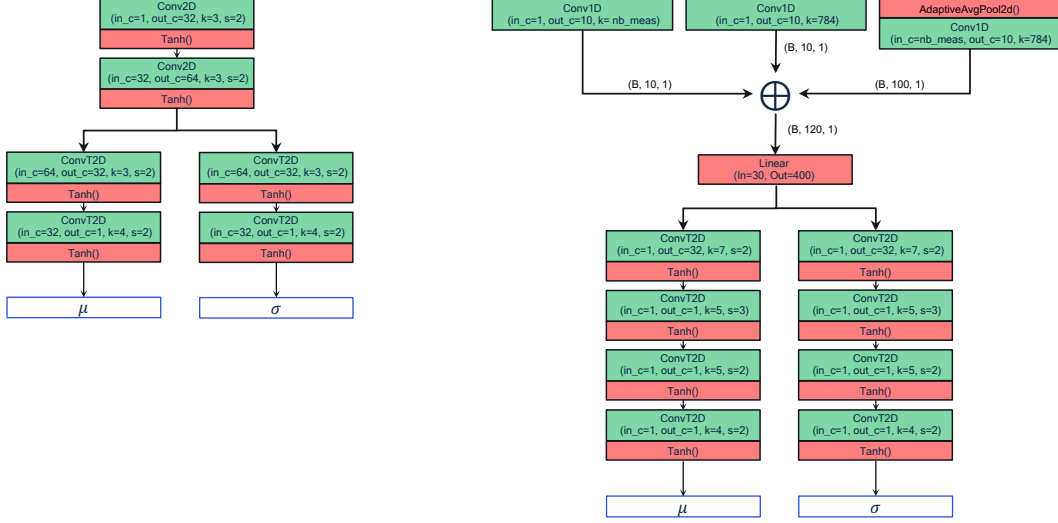 Conv2D
(in_c=1, out_c=32, k=3, s=2)
Tanh()
Conv2D
(in_c=32, out_c=64, k=3, s=2)
Tanh()
ConvT2D
(in_c=64, out_c=32, k=3, s=2)
Tanh()
ConvT2D
(in_c=32, out_c=1, k=4, s=2)
Tanh()
μ
ConvT2D
(in_c=64, out_c=32, k=3, s=2)
Tanh()
ConvT2D
(in_c=32, out_c=1, k=4, s=2)
Tanh()
σ
Conv1D
(in_c=1, out_c=10, k= nb_meas)
Conv1D
(in_c=1, out_c=10, k=784)
AdaptiveAvgPool2d()
Conv1D
(in_c=nb_meas, out_c=10, k=784)
(B, 10, 1)
(B, 10, 1)
(B, 100, 1)
(B, 120, 1)
Linear
(In=30, Out=400)
ConvT2D
(in_c=1, out_c=32, k=7, s=2)
Tanh()
ConvT2D
(in_c=1, out_c=1, k=5, s=3)
Tanh()
ConvT2D
(in_c=1, out_c=1, k=5, s=2)
Tanh()
ConvT2D
(in_c=1, out_c=1, k=4, s=2)
Tanh()
μ
ConvT2D
(in_c=1, out_c=32, k=7, s=2)
Tanh()
ConvT2D
(in_c=1, out_c=1, k=5, s=3)
Tanh()
ConvT2D
(in_c=1, out_c=1, k=5, s=2)
Tanh()
ConvT2D
(in_c=1, out_c=1, k=4, s=2)
Tanh()
σ